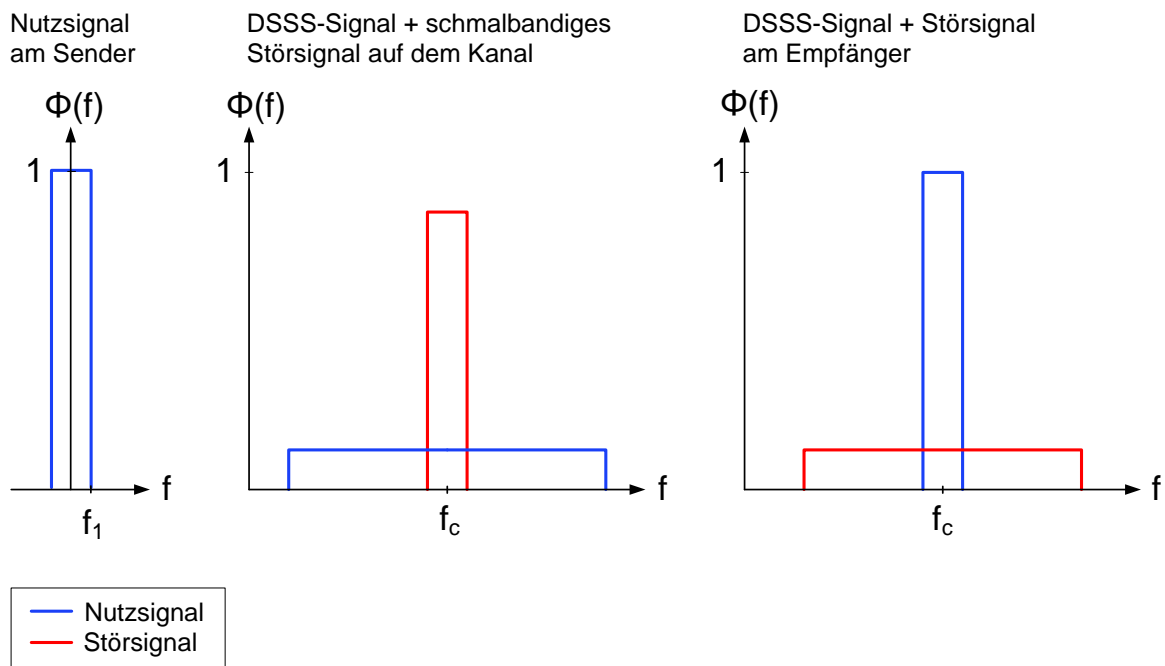 Nutzsignal
am Sender
DSSS-Signal + schmalbandiges
Störsignal auf dem Kanal
DSSS-Signal + Störsignal
am Empfänger
Φ(f)
1
f
f1
Φ(f)
1
f
fc
Φ(f)
1
f
fc
Nutzsignal
Störsignal